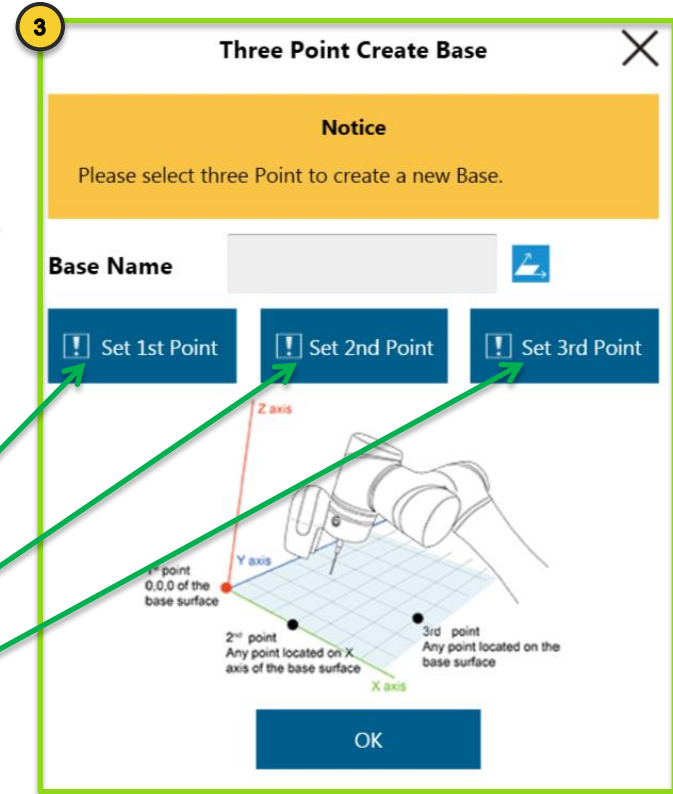 3
Three Point Create Base
Notice
Please select three Point to create a new Base.
Base Name
! Set 1st Point
! Set 2nd Point
! Set 3rd Point
Z axis
Y axis
point
0,0,0 of the
base surface
2nd point
Any point located on X
axis of the base surface
3rd point
Any point located on the
base surface
X axis
OK